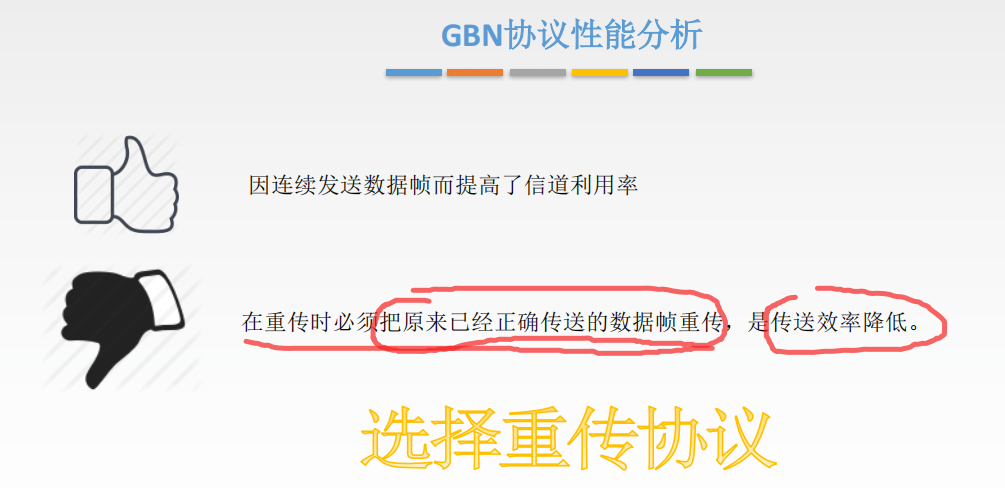 GBN协议性能分析
因连续发送数据帧而提高了信道利用率
在重传时必须把原来已经正确传送的数据帧重传，是传送效率降低。
选择重传协议